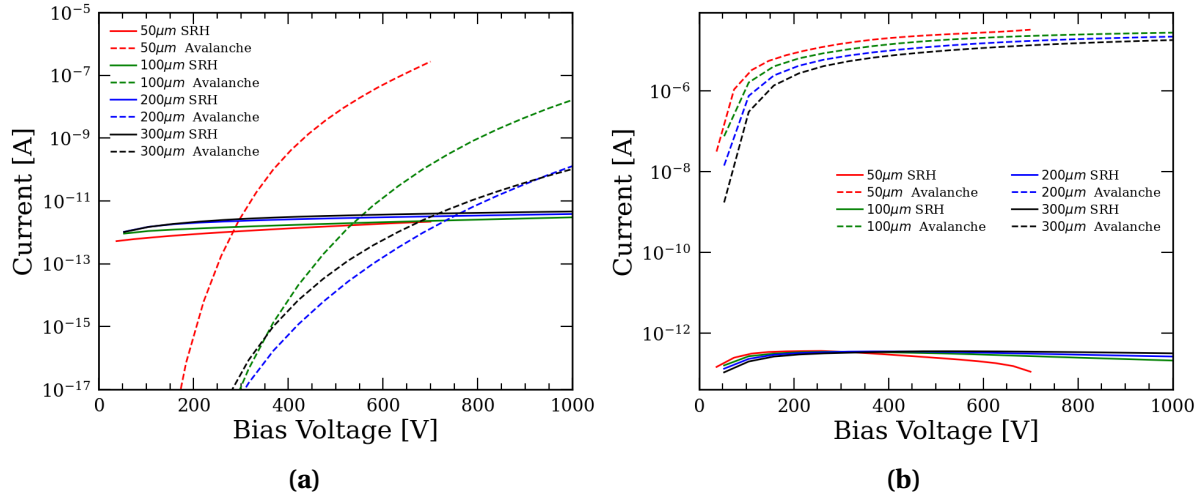 10⁻⁵
10⁻⁷
10⁻⁹
10⁻¹¹
10⁻¹³
10⁻¹⁵
10⁻¹⁷
Current [A]
50μm SRH
50μm Avalanche
100μm SRH
100μm Avalanche
200μm SRH
200μm Avalanche
300μm SRH
300μm Avalanche
0 200 400 600 800 1000
Bias Voltage [V]
(a)
10⁻⁶
10⁻⁸
10⁻¹⁰
10⁻¹²
Current [A]
50μm SRH
50μm Avalanche
100μm SRH
100μm Avalanche
200μm SRH
200μm Avalanche
300μm SRH
300μm Avalanche
0 200 400 600 800 1000
Bias Voltage [V]
(b)